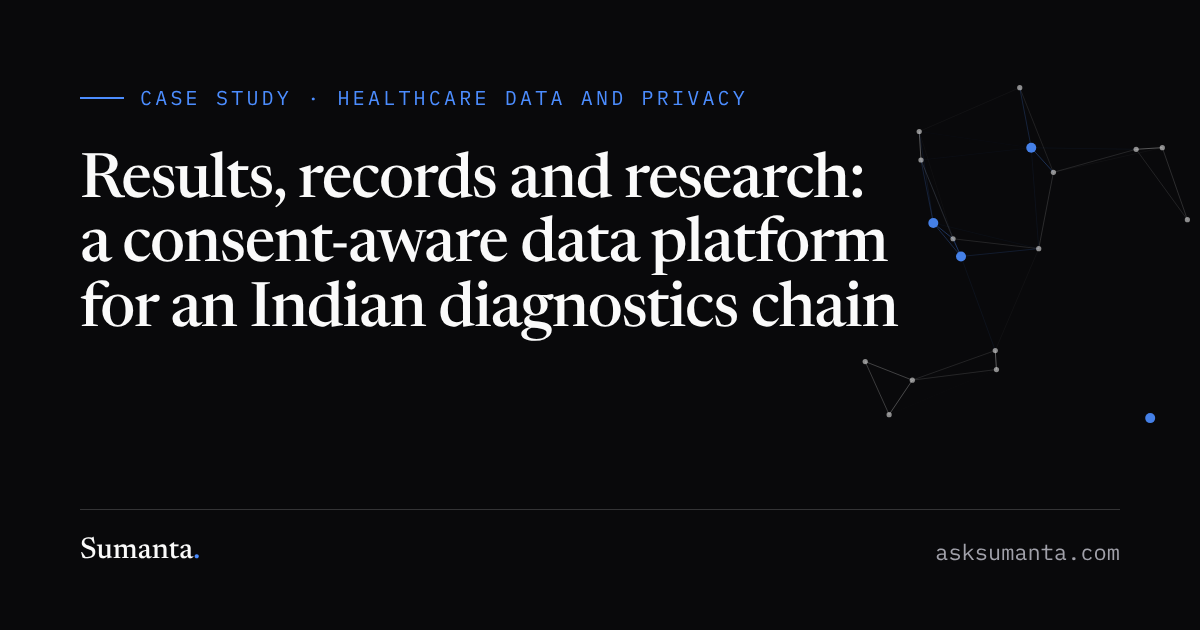 CASE STUDY · HEALTHCARE DATA AND PRIVACY
Results, records and research:
a consent-aware data platform
for an Indian diagnostics chain
Sumanta.
asksumanta.com